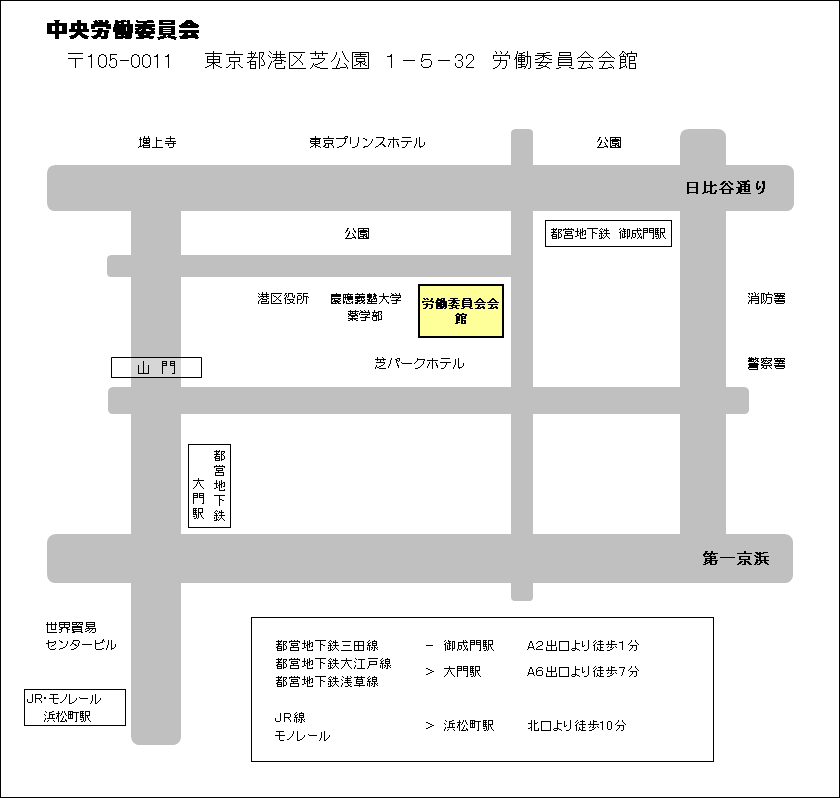 中央労働委員会
〒105-0011　東京都港区芝公園　1－5－32　労働委員会会館
増上寺
東京プリンスホテル
公園
日比谷通り
公園
都営地下鉄　御成門駅
港区役所
慶應義塾大学
薬学部
労働委員会会
館
消防署
芝パークホテル
警察署
山　門
都営地下鉄
大門駅
第一京浜
世界貿易
センタービル
JR・モノレール
浜松町駅
都営地下鉄三田線　－　御成門駅　A2出口より徒歩1分
都営地下鉄大江戸線
都営地下鉄浅草線
＞　大門駅　A6出口より徒歩7分
JR線
モノレール
＞　浜松町駅　北口より徒歩10分